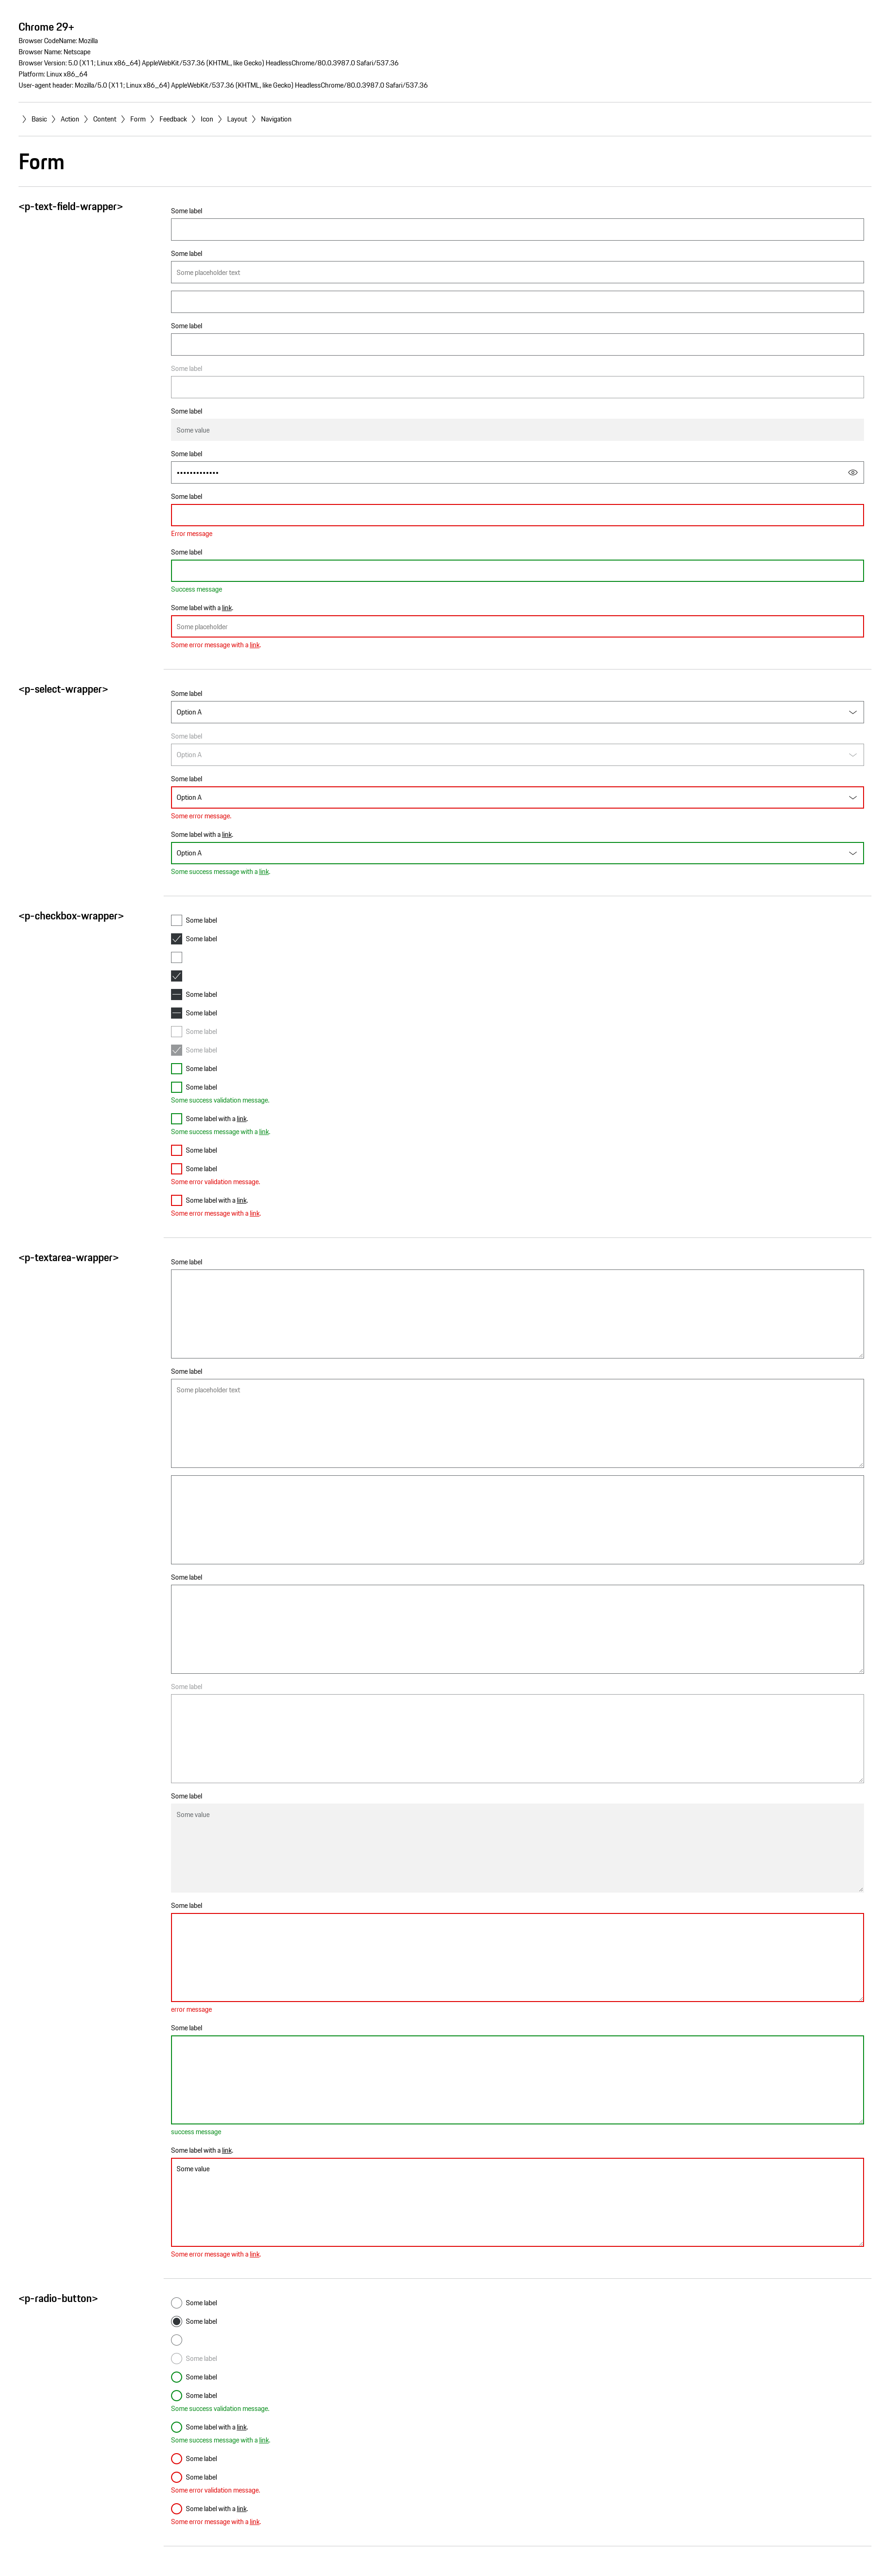 Chrome 29+
Browser CodeName: Mozilla
Browser Name: Netscape
Browser Version: 5.0 (X11; Linux x86_64) AppleWebKit/537.36 (KHTML, like Gecko) HeadlessChrome/80.0.3987.0 Safari/537.36
Platform: Linux x86_64
User-agent header: Mozilla/5.0 (X11; Linux x86_64) AppleWebKit/537.36 (KHTML, like Gecko) HeadlessChrome/80.0.3987.0 Safari/537.36
Basic Action Content Form Feedback Icon Layout Navigation
Form
<p-text-field-wrapper>
Some label
Some label
Some placeholder text
Some label
Some label
Some label
Some value
Some label
•••••••••••••
Some label
Error message
Some label
Success message
Some label with a link.
Some placeholder
Some error message with a link.
<p-select-wrapper>
Some label
Option A
Some label
Option A
Some label
Option A
Some error message.
Some label with a link.
Option A
Some success message with a link.
<p-checkbox-wrapper>
Some label
Some label
Some label
Some label
Some label
Some label
Some label
Some label
Some success validation message.
Some label with a link.
Some success message with a link.
Some label
Some label
Some error validation message.
Some label with a link.
Some error message with a link.
<p-textarea-wrapper>
Some label
Some label
Some placeholder text
Some label
Some label
Some label
Some value
Some label
error message
Some label
success message
Some label with a link.
Some value
Some error message with a link.
<p-radio-button>
Some label
Some label
Some label
Some label
Some label
Some success validation message.
Some label with a link.
Some success message with a link.
Some label
Some label
Some error validation message.
Some label with a link.
Some error message with a link.